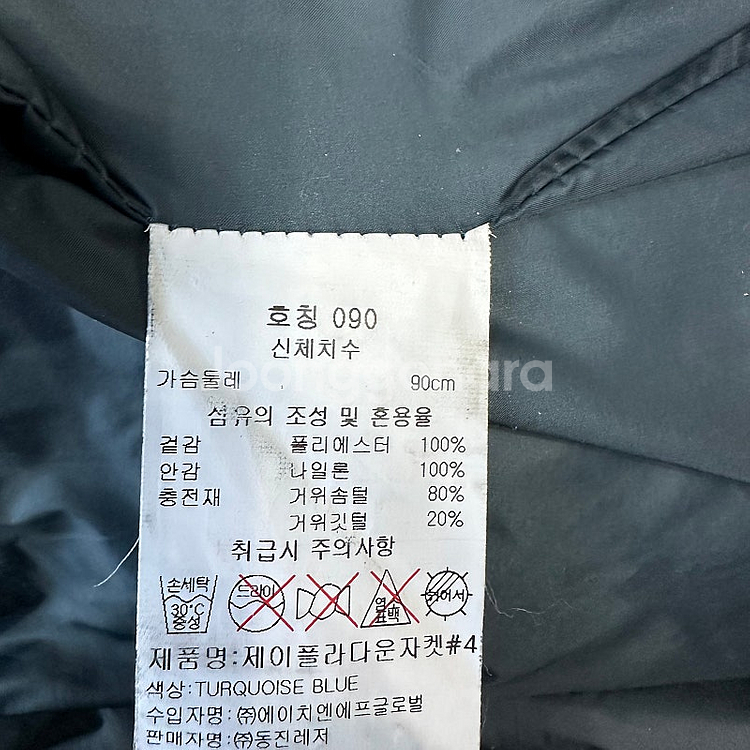 호칭 090
신체치수
가슴둘레 90cm
섬유의 조성 및 혼용율
겉감 폴리에스터 100%
안감 나일론 100%
충전재 거위솜털 80%
거위깃털 20%
취급시 주의사항
손세탁 드라이 염소 뉘어서
30°C 표백
중성
제품명:제이플라다운자켓#4
색상:TURQUOISE BLUE
수입자명:㈜에이치엔에프글로벌
판매자명:㈜동진레저